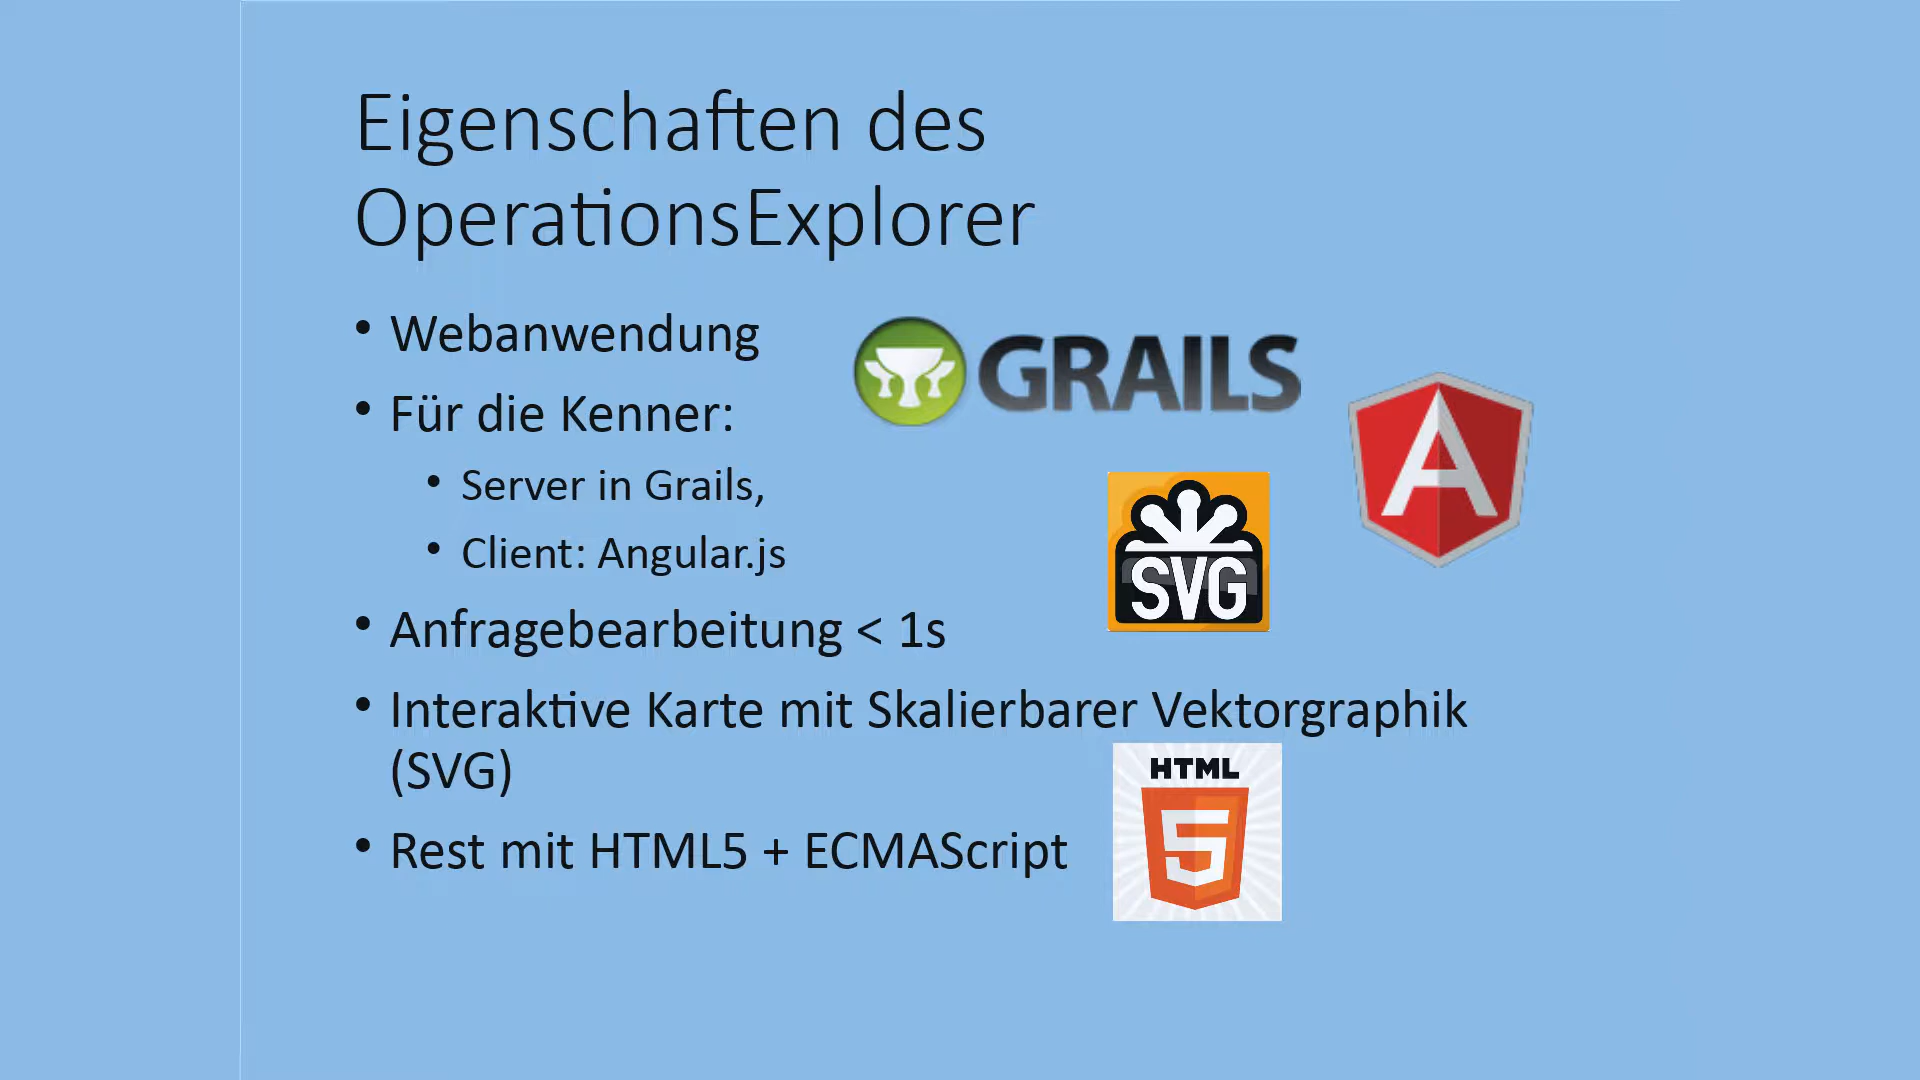 Eigenschaften des
OperationsExplorer
• Webanwendung
GRAILS
• Für die Kenner:
• Server in Grails,
A
• Client: Angular.js
SVG
• Anfragebearbeitung < 1s
• Interaktive Karte mit Skalierbarer Vektorgraphik
(SVG)
HTML
5
• Rest mit HTML5 + ECMAScript